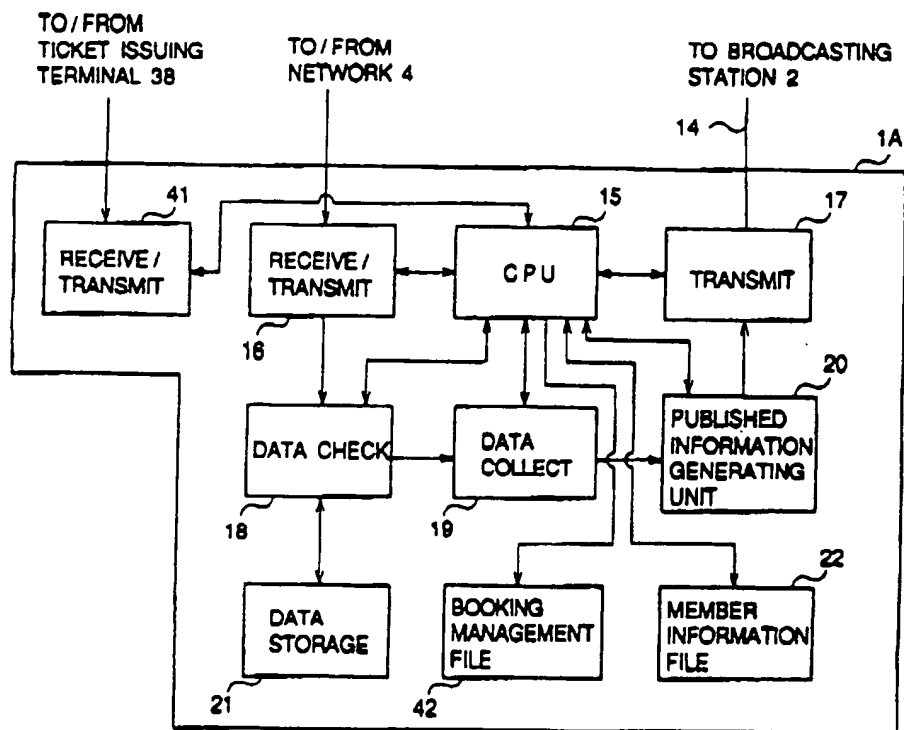 TO/FROM
TICKET ISSUING
TERMINAL 38
TO/FROM
NETWORK 4
TO BROADCASTING
STATION 2
14
1A
41
15
17
RECEIVE/
TRANSMIT
RECEIVE/
TRANSMIT
CPU
TRANSMIT
16
20
DATA CHECK
DATA
COLLECT
PUBLISHED
INFORMATION
GENERATING
UNIT
18
19
22
DATA
STORAGE
BOOKING
MANAGEMENT
FILE
MEMBER
INFORMATION
FILE
21
42